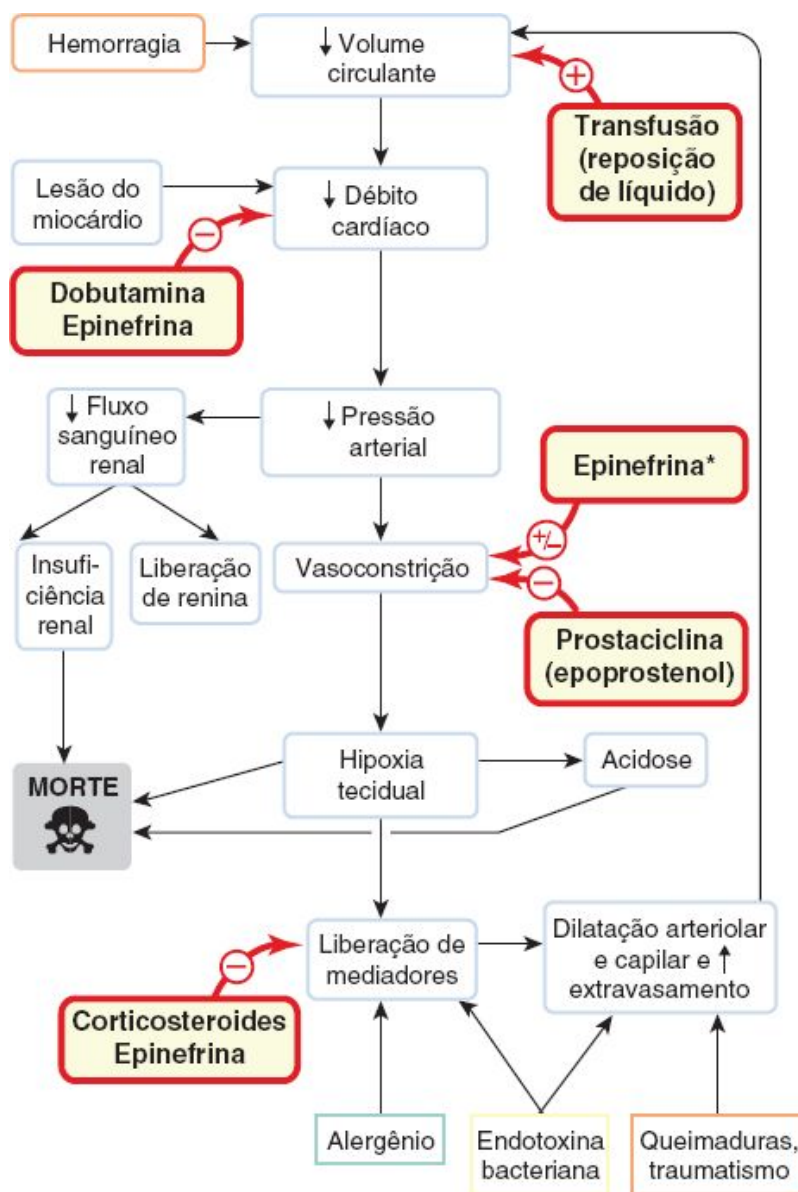 Hemorragia
↓ Volume
circulante
+
Transfusão
(reposição
de líquido)
Lesão do
miocárdio
↓ Débito
cardíaco
−
Dobutamina
Epinefrina
↓ Fluxo
sanguíneo
renal
↓ Pressão
arterial
Epinefrina*
+/−
Insufi-
ciência
renal
Liberação
de renina
Vasoconstrição
−
Prostaciclina
(epoprostenol)
MORTE
Hipoxia
tecidual
Acidose
Liberação de
mediadores
Dilatação arteriolar
e capilar e ↑
extravasamento
−
Corticosteroides
Epinefrina
Alergênio
Endotoxina
bacteriana
Queimaduras,
traumatismo